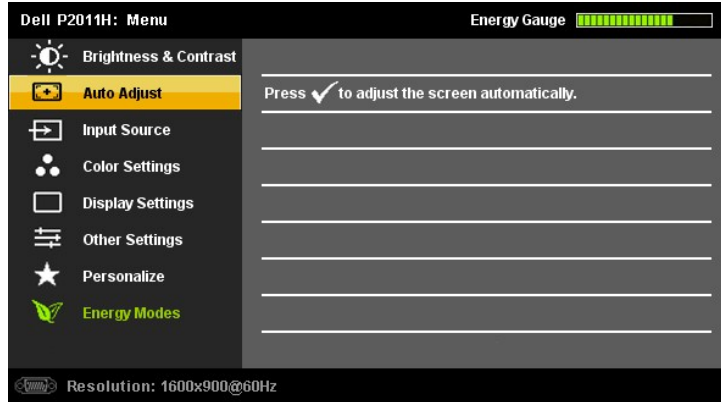 Dell P2011H: Menu
Energy Gauge
Brightness & Contrast
Auto Adjust
Press ✓ to adjust the screen automatically.
Input Source
Color Settings
Display Settings
Other Settings
Personalize
Energy Modes
Resolution: 1600x900@60Hz